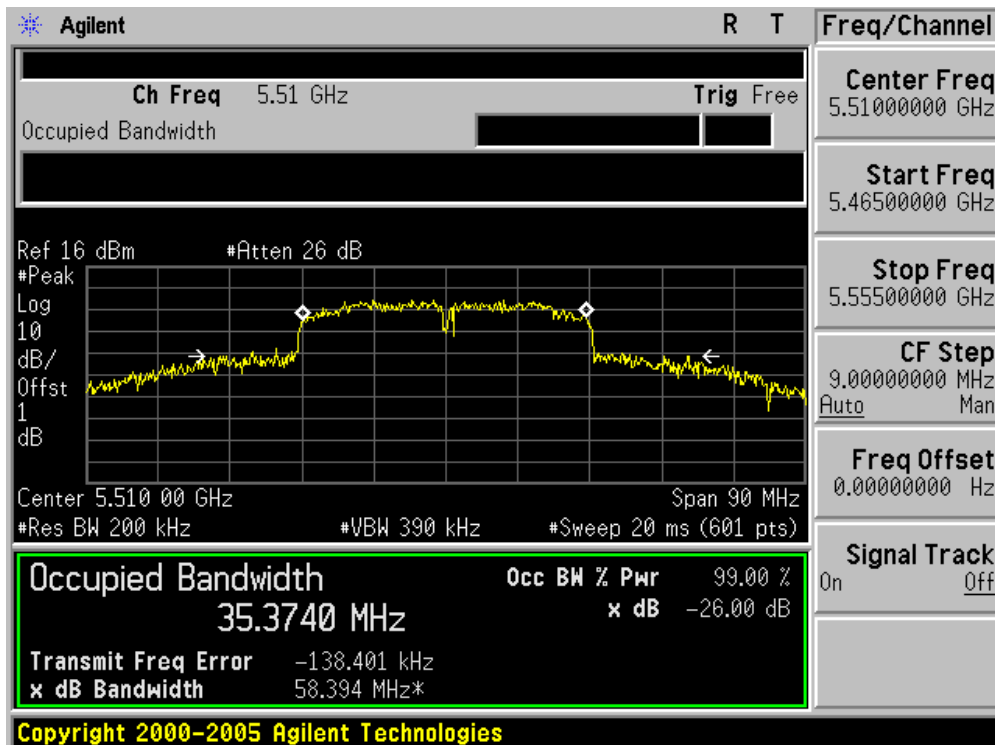 Agilent R T
Ch Freq 5.51 GHz Trig Free
Occupied Bandwidth
Ref 16 dBm #Atten 26 dB
#Peak
Log
10
dB/
Offst
1
dB
Center 5.510 00 GHz Span 90 MHz
#Res BW 200 kHz #VBW 390 kHz #Sweep 20 ms (601 pts)
Occupied Bandwidth Occ BW % Pwr 99.00 %
35.3740 MHz x dB -26.00 dB
Transmit Freq Error -138.401 kHz
x dB Bandwidth 58.394 MHz*
Copyright 2000-2005 Agilent Technologies
Freq/Channel
Center Freq
5.51000000 GHz
Start Freq
5.46500000 GHz
Stop Freq
5.55500000 GHz
CF Step
9.00000000 MHz
Auto Man
Freq Offset
0.00000000 Hz
Signal Track
On Off